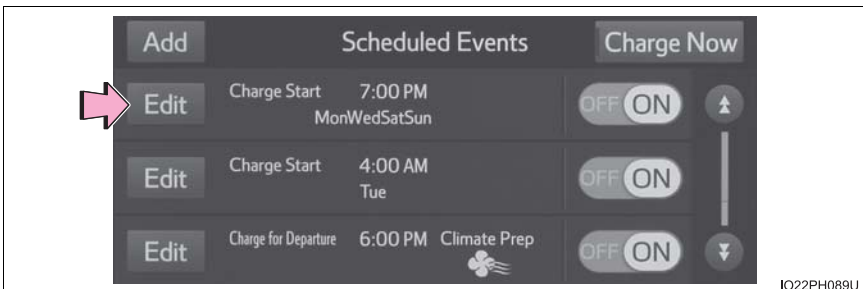 Add Scheduled Events Charge Now
Edit Charge Start 7:00 PM OFF ON
MonWedSatSun
Edit Charge Start 4:00 AM OFF ON
Tue
Edit Charge for Departure 6:00 PM Climate Prep OFF ON
IO22PH089U